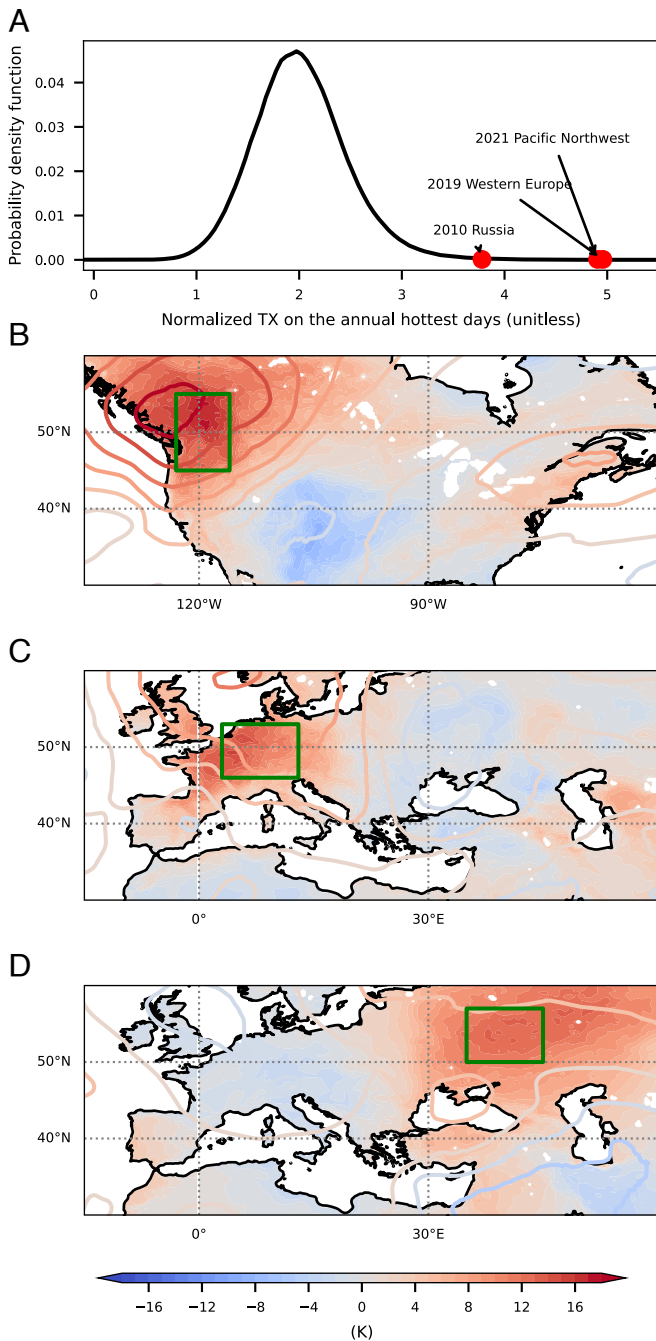 A
Probability density function
0.04
0.03
0.02
0.01
0.00
2021 Pacific Northwest
2019 Western Europe
2010 Russia
0 1 2 3 4 5
Normalized TX on the annual hottest days (unitless)
B
50°N
40°N
120°W 90°W
C
50°N
40°N
0° 30°E
D
50°N
40°N
0° 30°E
−16 −12 −8 −4 0 4 8 12 16
(K)